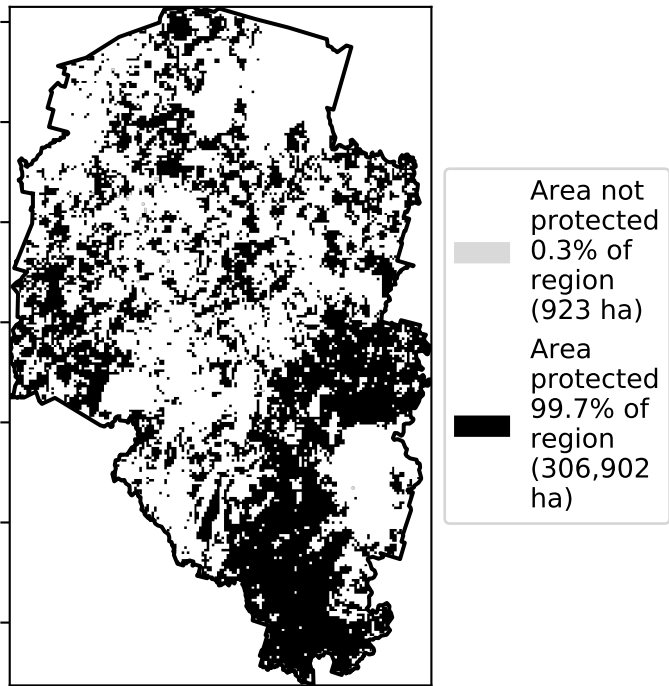 Area not
protected
0.3% of
region
(923 ha)
Area
protected
99.7% of
region
(306,902
ha)